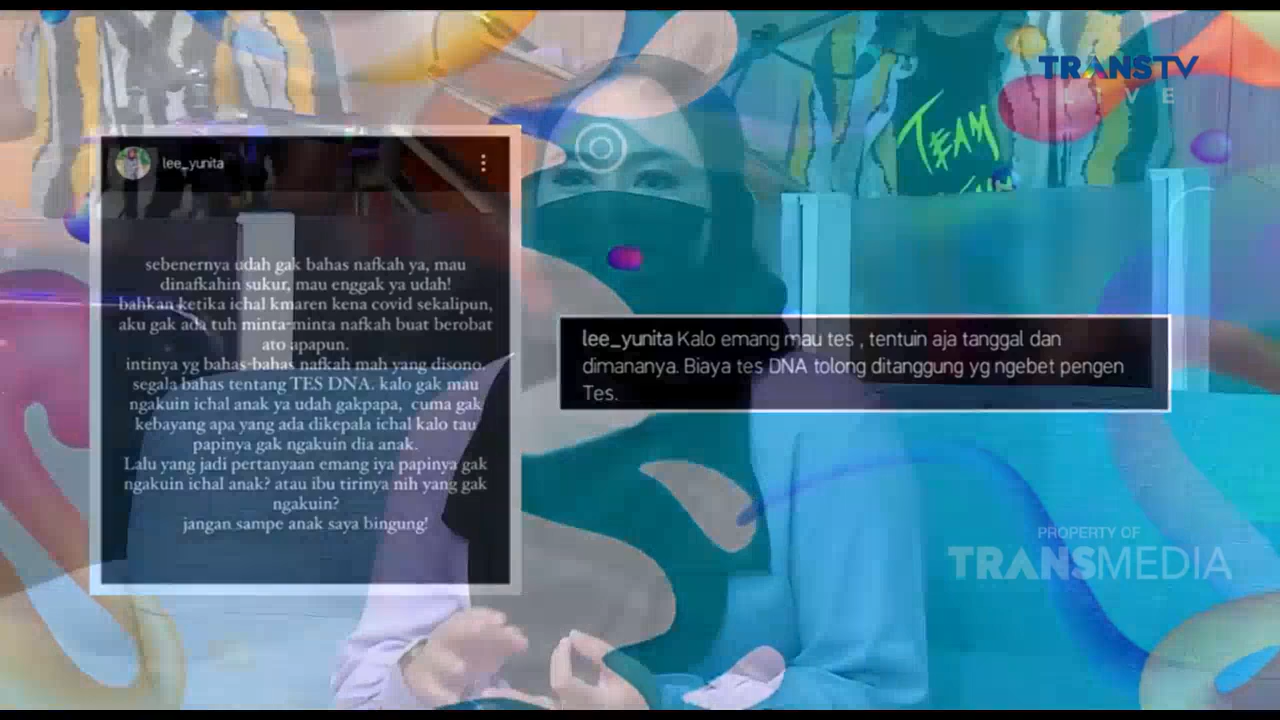 TRANSTV
LIVE
TEAM
lee_yunita
sebenernya udah gak bahas nafkah ya, mau
dinafkahin sukur, mau enggak ya udah!
bahkan ketika ichal kmaren kena covid sekalipun,
aku gak ada tuh minta-minta nafkah buat berobat
ato apapun.
intinya yg bahas-bahas nafkah mah yang disono.
segala bahas tentang TES DNA. kalo gak mau
ngakuin ichal anak ya udah gakpapa, cuma gak
kebayang apa yang ada dikepala ichal kalo tau
papinya gak ngakuin dia anak.
Lalu yang jadi pertanyaan emang iya papinya gak
ngakuin ichal anak? atau ibu tirinya nih yang gak
ngakuin?
jangan sampe anak saya bingung!
lee_yunita Kalo emang mau tes , tentuin aja tanggal dan
dimananya. Biaya tes DNA tolong ditanggung yg ngebet pengen
Tes.
PROPERTY OF
TRANSMEDIA